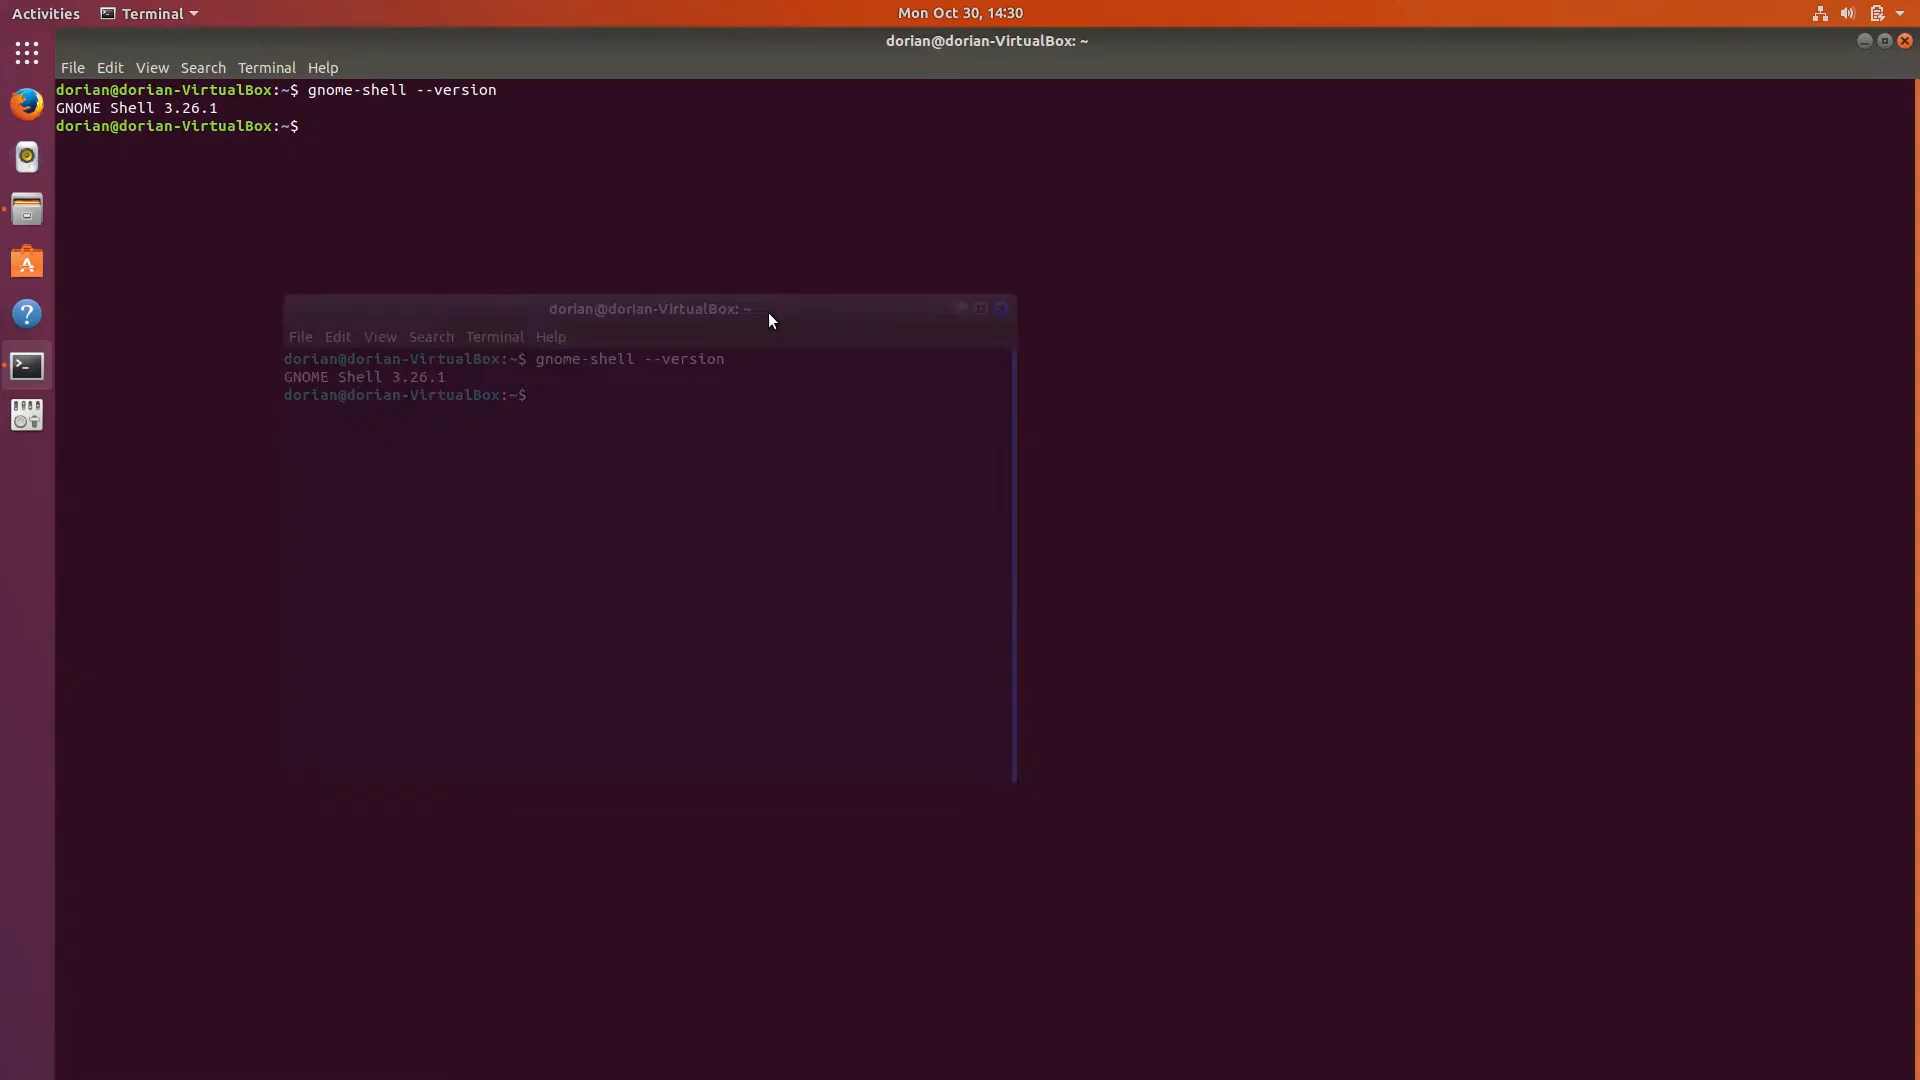 Activities Terminal Mon Oct 30, 14:30
dorian@dorian-VirtualBox: ~
File Edit View Search Terminal Help
dorian@dorian-VirtualBox:~$ gnome-shell --version
GNOME Shell 3.26.1
dorian@dorian-VirtualBox:~$
dorian@dorian-VirtualBox: ~
File Edit View Search Terminal Help
dorian@dorian-VirtualBox:~$ gnome-shell --version
GNOME Shell 3.26.1
dorian@dorian-VirtualBox:~$